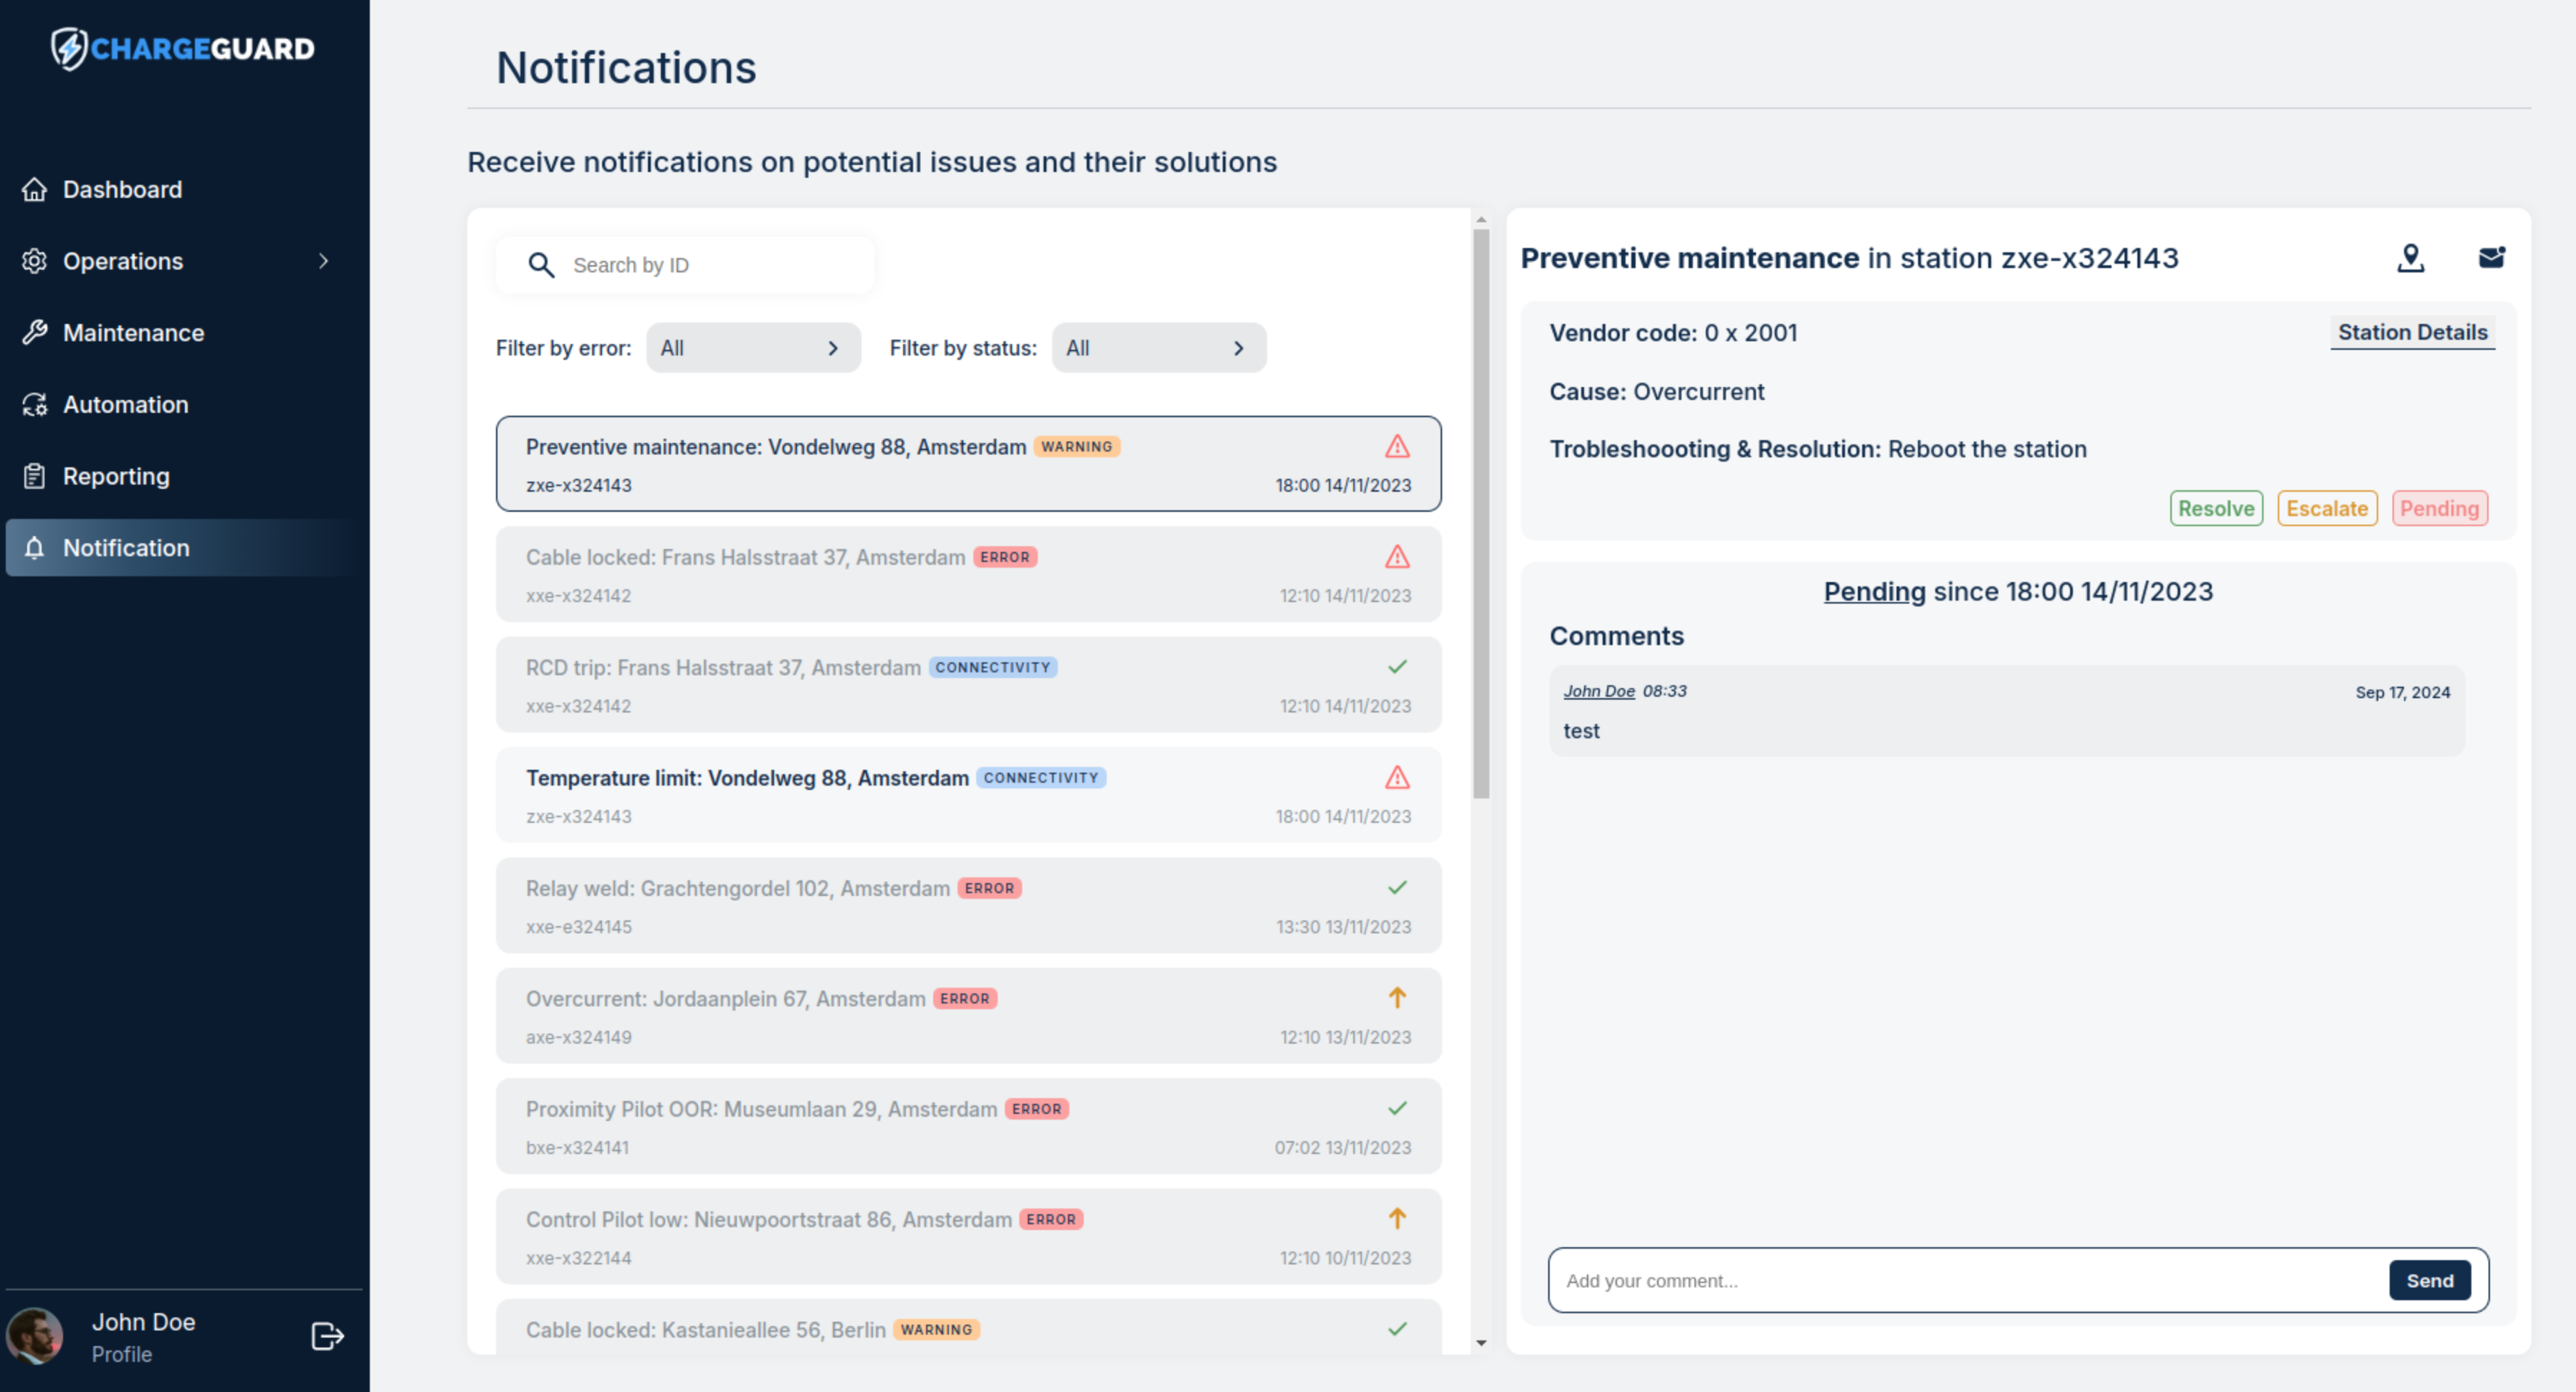 CHARGEGUARD
Dashboard
Operations
Maintenance
Automation
Reporting
Notification
John Doe
Profile
Notifications
Receive notifications on potential issues and their solutions
Search by ID
Filter by error: All Filter by status: All
Preventive maintenance: Vondelweg 88, Amsterdam WARNING
zxe-x324143 18:00 14/11/2023
Cable locked: Frans Halsstraat 37, Amsterdam ERROR
xxe-x324142 12:10 14/11/2023
RCD trip: Frans Halsstraat 37, Amsterdam CONNECTIVITY
xxe-x324142 12:10 14/11/2023
Temperature limit: Vondelweg 88, Amsterdam CONNECTIVITY
zxe-x324143 18:00 14/11/2023
Relay weld: Grachtengordel 102, Amsterdam ERROR
xxe-e324145 13:30 13/11/2023
Overcurrent: Jordaanplein 67, Amsterdam ERROR
axe-x324149 12:10 13/11/2023
Proximity Pilot OOR: Museumlaan 29, Amsterdam ERROR
bxe-x324141 07:02 13/11/2023
Control Pilot low: Nieuwpoortstraat 86, Amsterdam ERROR
xxe-x322144 12:10 10/11/2023
Cable locked: Kastanieallee 56, Berlin WARNING
Preventive maintenance in station zxe-x324143
Vendor code: 0 x 2001 Station Details
Cause: Overcurrent
Trobleshoooting & Resolution: Reboot the station
Resolve Escalate Pending
Pending since 18:00 14/11/2023
Comments
John Doe 08:33 Sep 17, 2024
test
Add your comment... Send